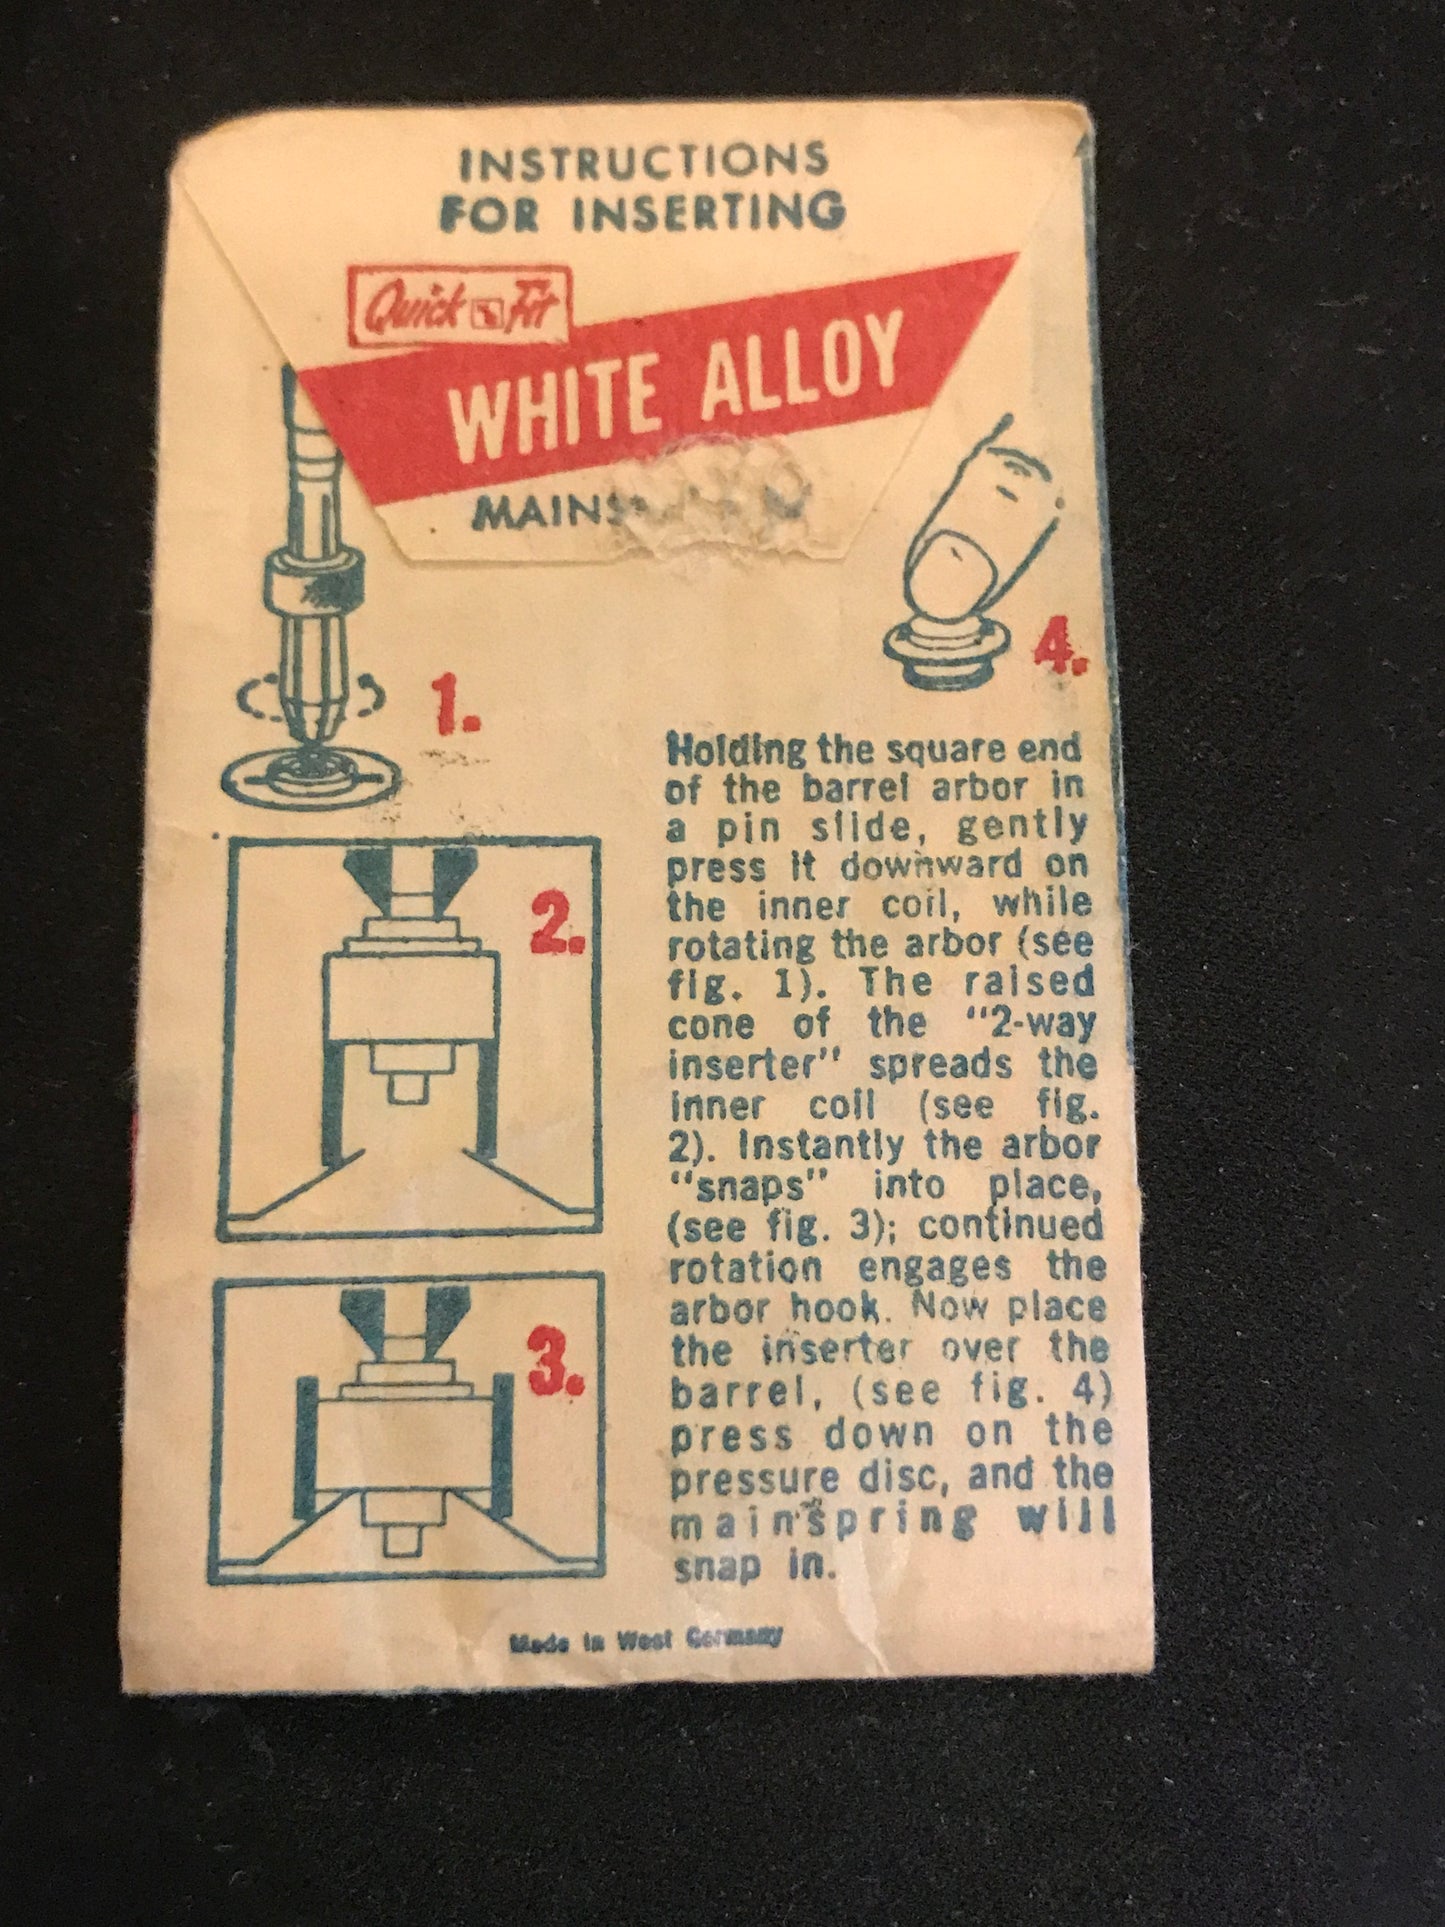 INSTRUCTIONS
FOR INSERTING
Quick Fit
WHITE ALLOY
1.
4.
Holding the square end
of the barrel arbor in
a pin slide, gently
press it downward on
the inner coil, while
rotating the arbor (see
fig. 1). The raised
cone of the "2-way
inserter" spreads the
inner coil (see fig.
2). Instantly the arbor
"snaps" into place,
(see fig. 3); continued
rotation engages the
arbor hook. Now place
the inserter over the
barrel, (see fig. 4)
press down on the
pressure disc, and the
mainspring will
snap in.
2.
3.
Made in West Germany